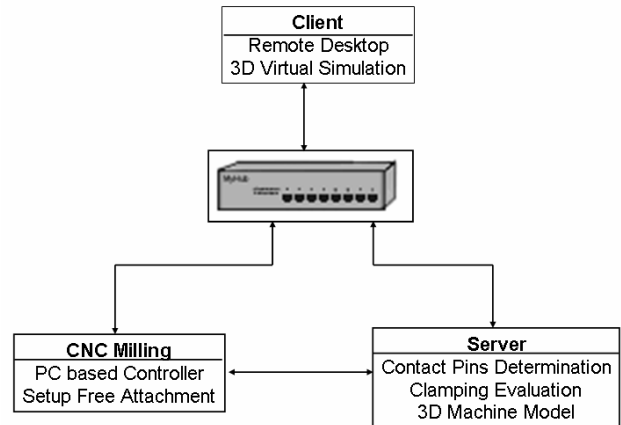 Client
Remote Desktop
3D Virtual Simulation
MyHub
CNC Milling
PC based Controller
Setup Free Attachment
Server
Contact Pins Determination
Clamping Evaluation
3D Machine Model